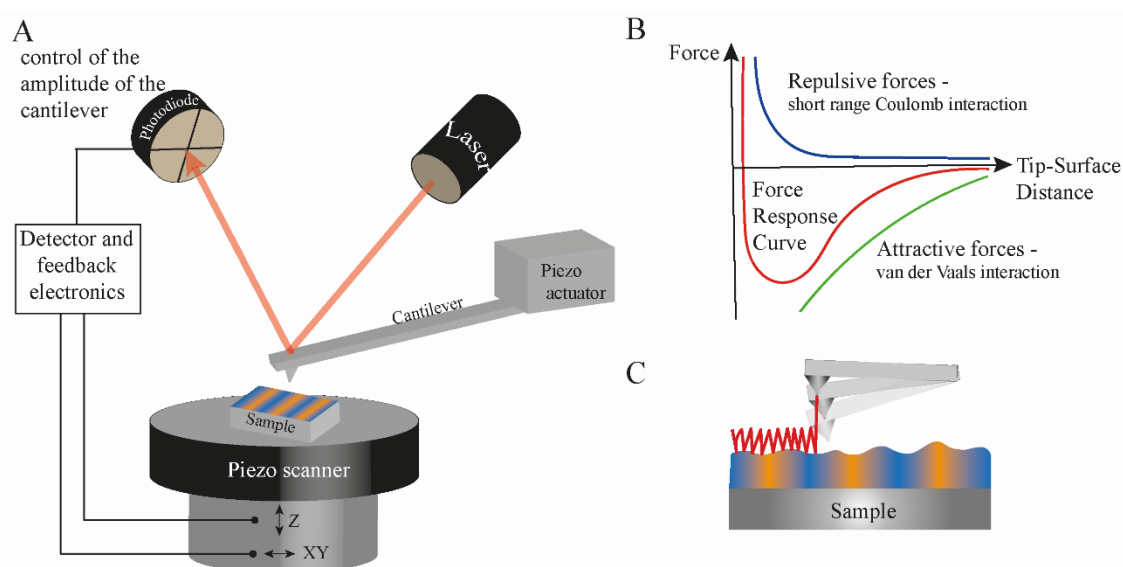 A
control of the
amplitude of the
cantilever
Photodiode
Laser
Detector and
feedback
electronics
Piezo
actuator
Cantilever
Sample
Piezo scanner
Z
XY
B
Force
Repulsive forces -
short range Coulomb interaction
Tip-Surface
Distance
Force
Response
Curve
Attractive forces -
van der Vaals interaction
C
Sample